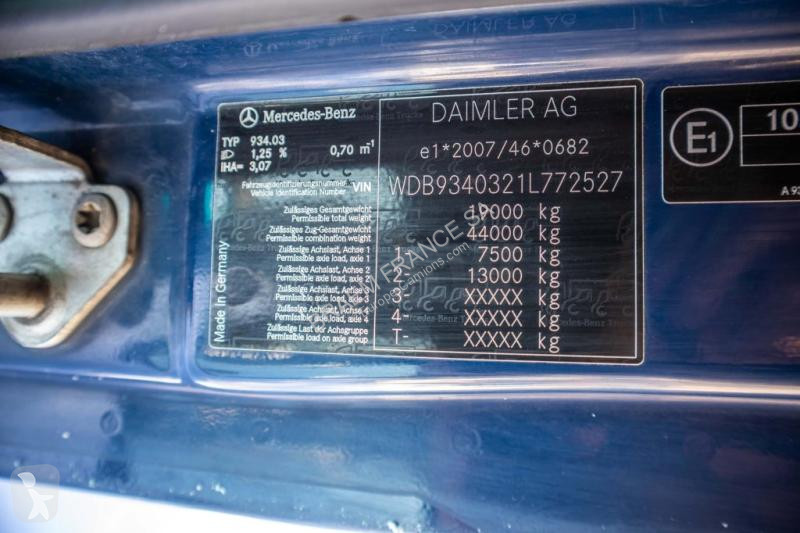 Mercedes-Benz
DAIMLER AG
TYP 934.03
1,25 % 0,70 m-1
IHA= 3,07
e1*2007/46*0682
Fahrzeugidentifizierungsnummer
Vehicle Identification Number VIN
WDB9340321L772527
Zulässiges Gesamtgewicht
Permissible total weight
19000 kg
Zulässiges Zug-Gesamtgewicht
Permissible combination weight
44000 kg
Zulässige Achslast, Achse 1
Permissible axle load, axle 1
1- 7500 kg
Zulässige Achslast, Achse 2
Permissible axle load, axle 2
2- 13000 kg
Zulässige Achslast, Achse 3
Permissible axle load, axle 3
3- XXXXX kg
Zulässige Achslast, Achse 4
Permissible axle load, axle 4
4- XXXXX kg
Zulässige Last der Achsgruppe
Permissible load on axle group
T- XXXXX kg
Made in Germany
E1
10
A 93